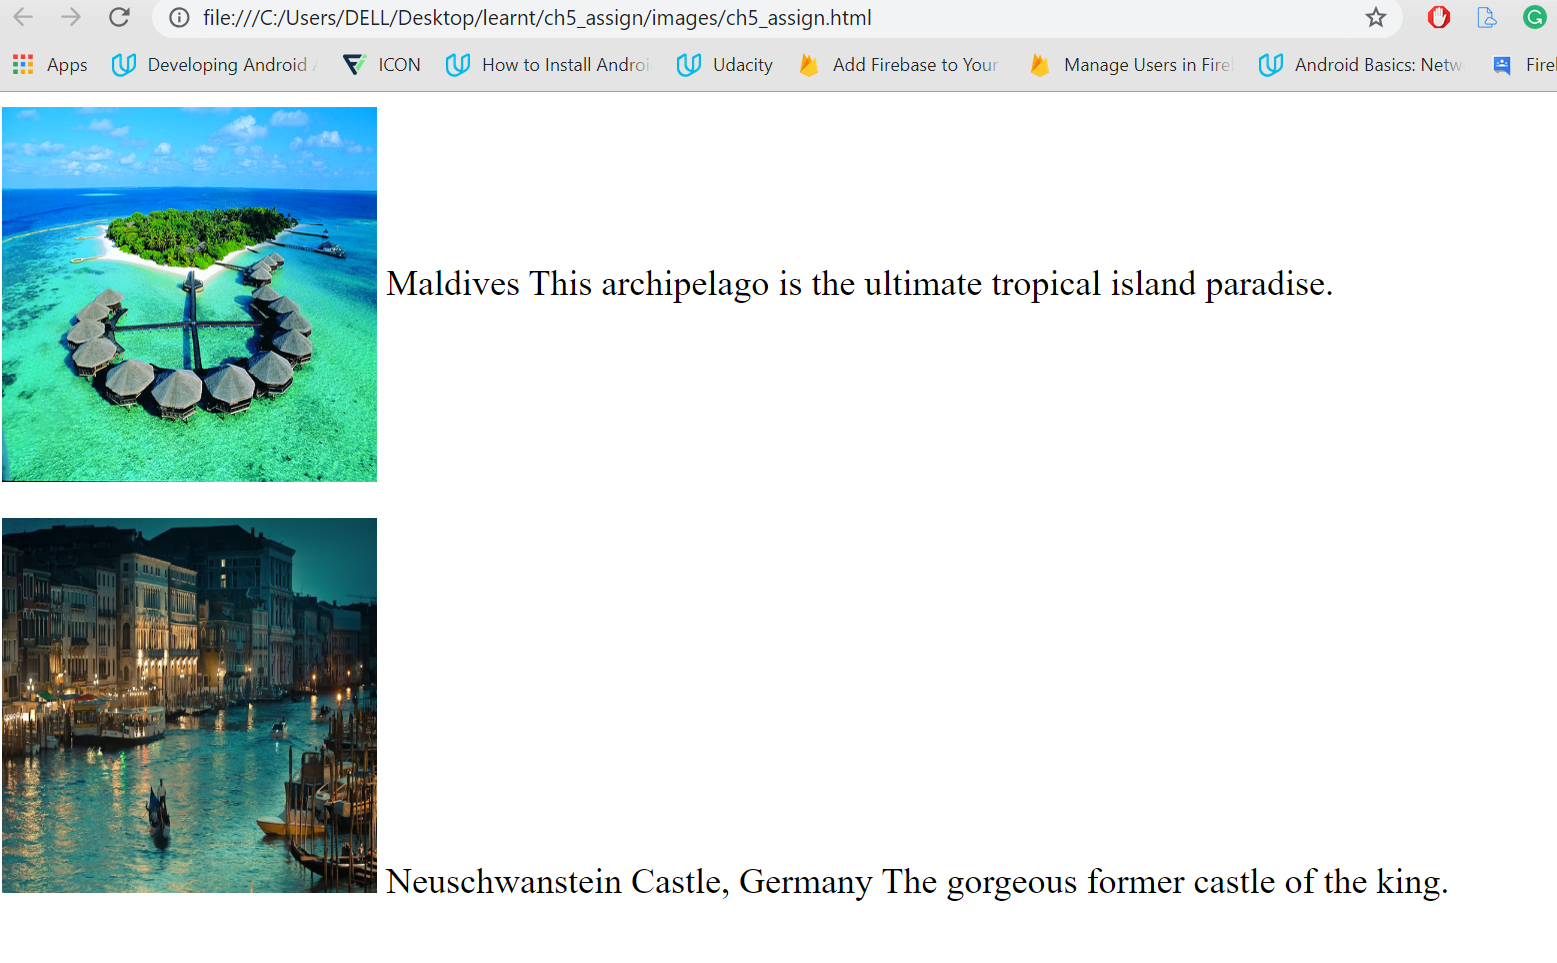 file:///C:/Users/DELL/Desktop/learnt/ch5_assign/images/ch5_assign.html
Apps Developing Android ICON How to Install Androi Udacity Add Firebase to Your Manage Users in Fire Android Basics: Netw Fire
Maldives This archipelago is the ultimate tropical island paradise.
Neuschwanstein Castle, Germany The gorgeous former castle of the king.